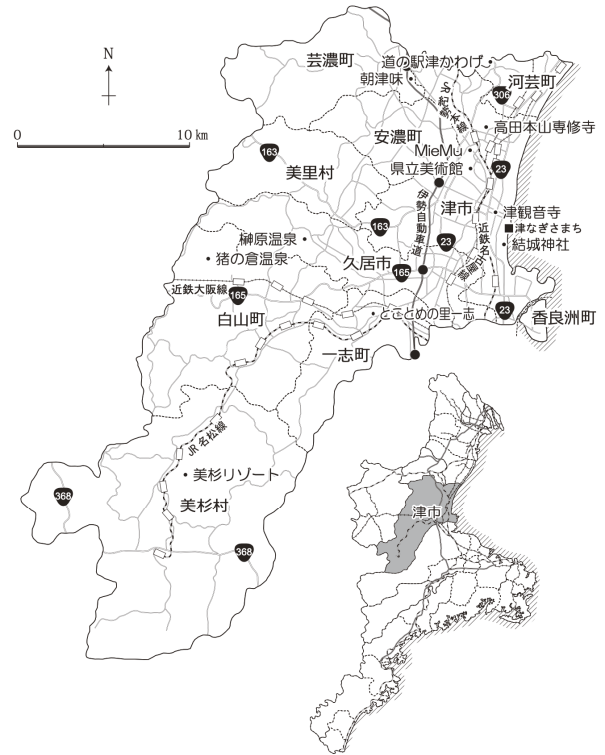 N
0
10 km
芸濃町
道の駅津かわげ
朝津味
河芸町
306
JR 紀勢本線
高田本山専修寺
安濃町
MieMu
県立美術館
163
美里村
23
伊勢自動車道
津市
津観音寺
津なぎさまち
163
榊原温泉
23
近鉄名古屋線
結城神社
猪の倉温泉
久居市
165
近鉄大阪線
165
白山町
とことめの里一志
23
香良洲町
一志町
JR 名松線
美杉リゾート
368
美杉村
368
津市